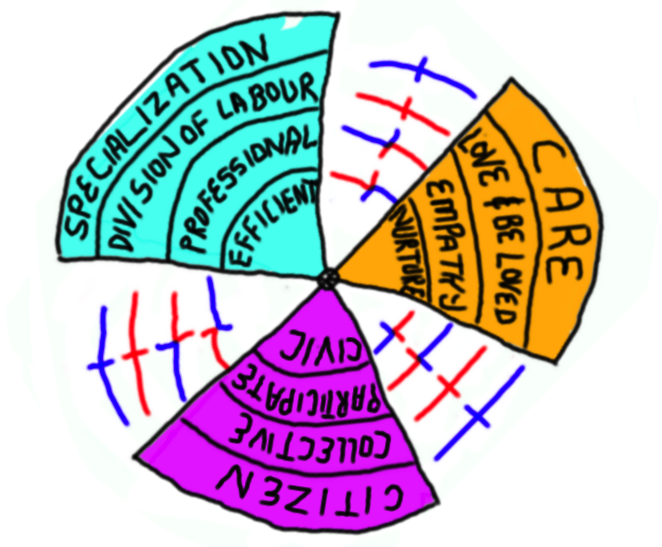 SPECIALIZATION
DIVISION OF LABOUR
PROFESSIONAL
EFFICIENT
CARE
LOVE & BE LOVED
EMPATHY
NURTURE
CIVIC
PARTICIPATE
COLLECTIVE
CITIZEN